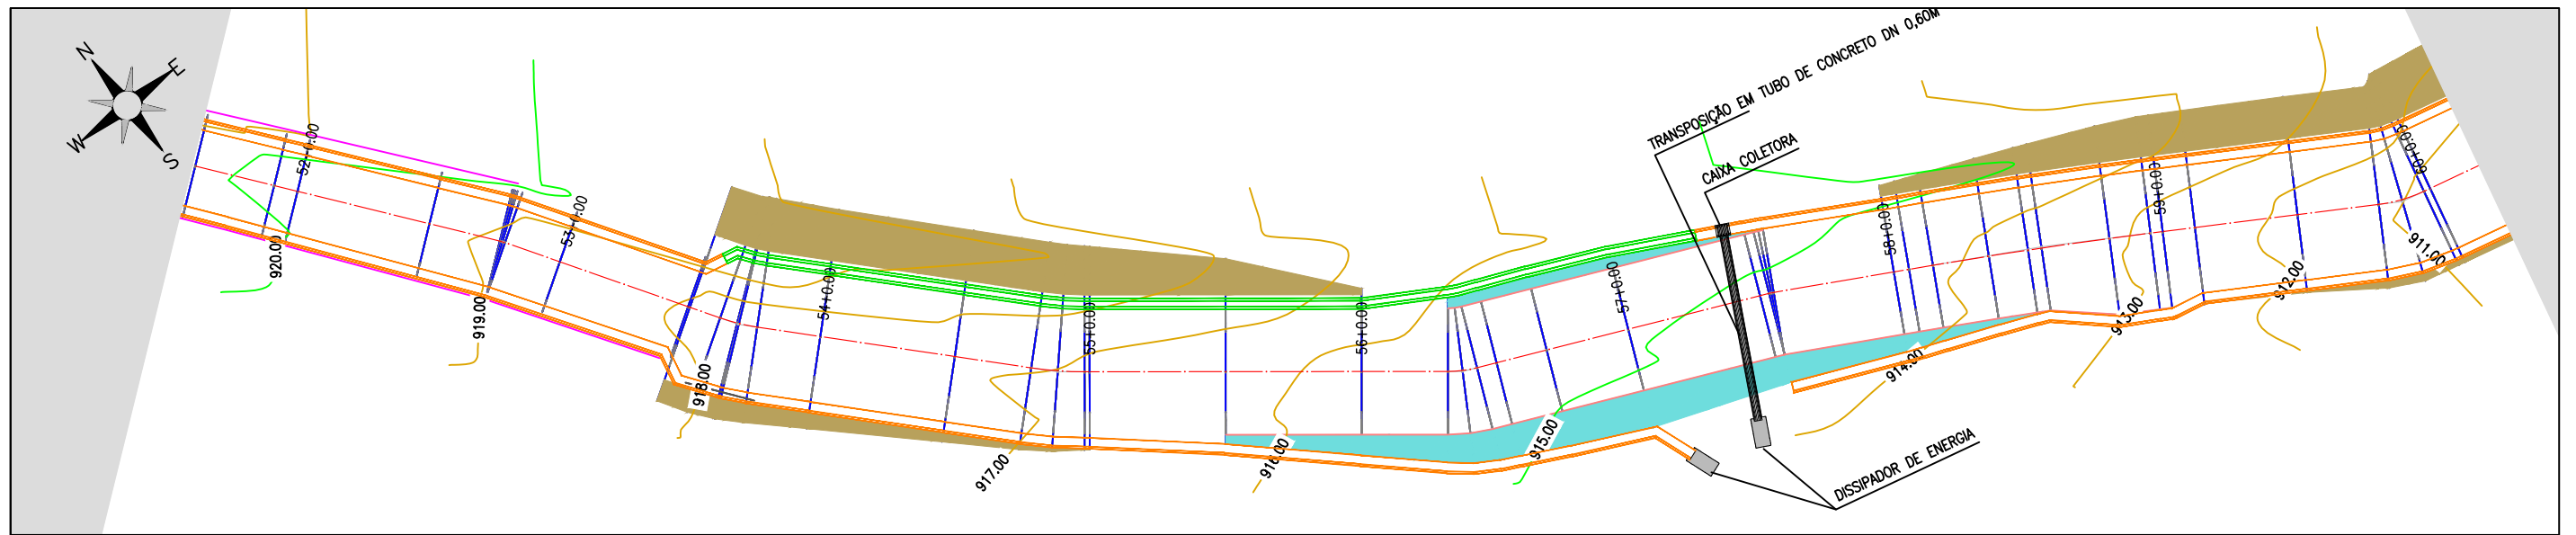 N
E
W
S
52+0.00
53+0.00
54+0.00
55+0.00
56+0.00
57+0.00
58+0.00
59+0.00
60+0.00
920.00
919.00
918.00
917.00
916.00
915.00
914.00
913.00
912.00
911.00
TRANSPOSIÇÃO EM TUBO DE CONCRETO DN 0,60M
CAIXA COLETORA
DISSIPADOR DE ENERGIA